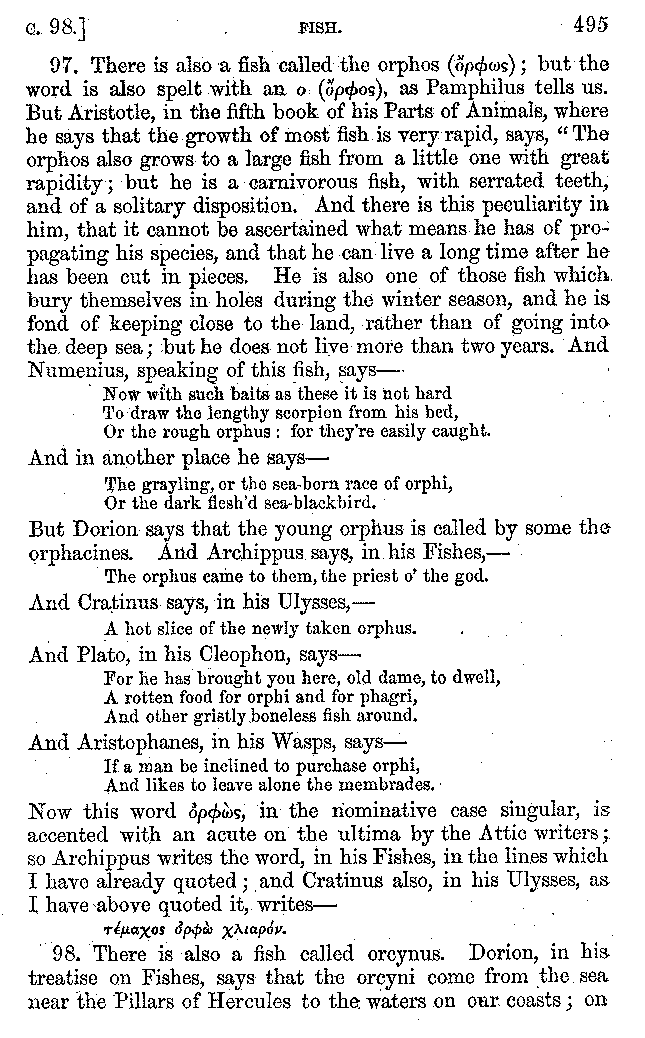 C. 98.] FISH. 495
97. There is also a fish called the orphos (ὄρφως); but the
word is also spelt with an o (ὄρφος), as Pamphilus tells us.
But Aristotle, in the fifth book of his Parts of Animals, where
he says that the growth of most fish is very rapid, says, “The
orphos also grows to a large fish from a little one with great
rapidity; but he is a carnivorous fish, with serrated teeth,
and of a solitary disposition. And there is this peculiarity in
him, that it cannot be ascertained what means he has of pro-
pagating his species, and that he can live a long time after he
has been cut in pieces. He is also one of those fish which
bury themselves in holes during the winter season, and he is
fond of keeping close to the land, rather than of going into
the deep sea; but he does not live more than two years. And
Numenius, speaking of this fish, says—
Now with such baits as these it is not hard
To draw the lengthy scorpion from his bed,
Or the rough orphus: for they're easily caught.
And in another place he says—
The grayling, or the sea-born race of orphi,
Or the dark flesh'd sea-blackbird.
But Dorion says that the young orphus is called by some the
orphacines. And Archippus says, in his Fishes,—
The orphus came to them, the priest o' the god.
And Cratinus says, in his Ulysses,—
A hot slice of the newly taken orphus.
And Plato, in his Cleophon, says—
For he has brought you here, old dame, to dwell,
A rotten food for orphi and for phagri,
And other gristly boneless fish around.
And Aristophanes, in his Wasps, says—
If a man be inclined to purchase orphi,
And likes to leave alone the membrades.
Now this word ὀρφὼς, in the nominative case singular, is
accented with an acute on the ultima by the Attic writers;
so Archippus writes the word, in his Fishes, in the lines which
I have already quoted; and Cratinus also, in his Ulysses, as
I have above quoted it, writes—
τέμαχος ὀρφὼ χλιαρόν.
98. There is also a fish called orcynus. Dorion, in his
treatise on Fishes, says that the orcyni come from the sea
near the Pillars of Hercules to the waters on our coasts; on